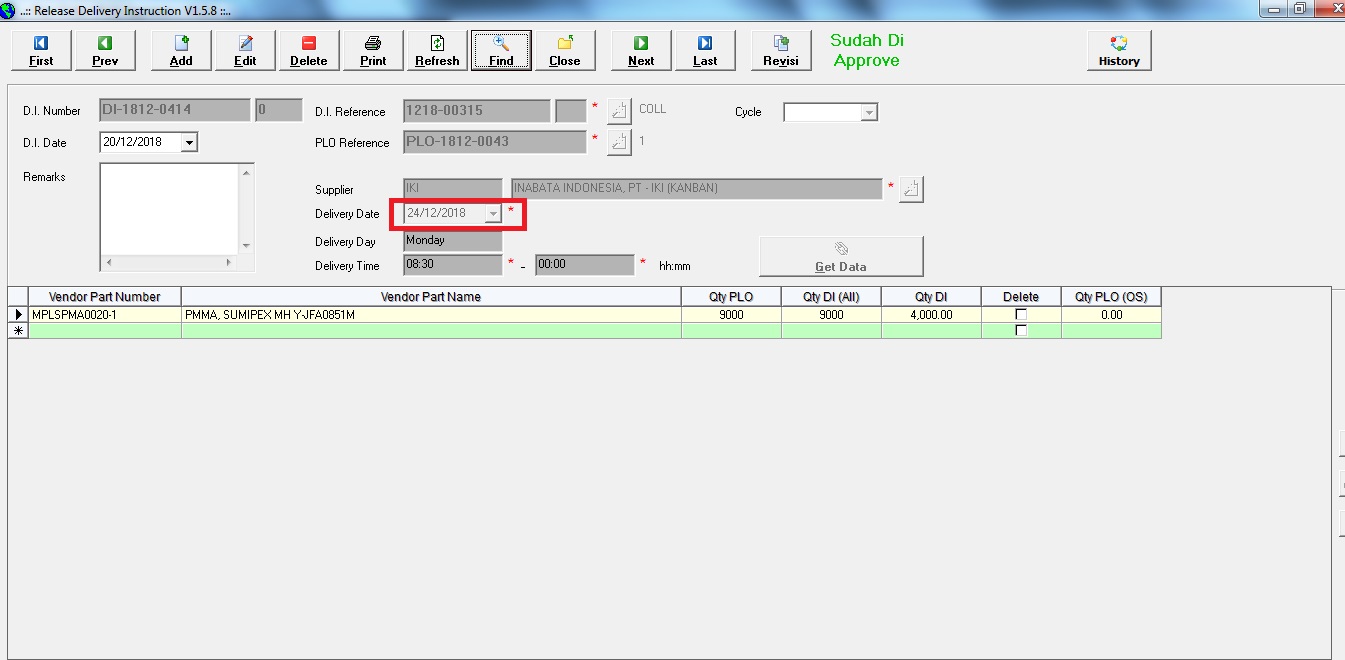 ..:: Release Delivery Instruction V1.5.8 ::..
First Prev Add Edit Delete Print Refresh Find Close Next Last Revisi Sudah Di Approve History
D.I. Number DI-1812-0414 0 D.I. Reference 1218-00315 * COLL Cycle
D.I. Date 20/12/2018 PLO Reference PLO-1812-0043 * 1
Remarks
Supplier IKI INABATA INDONESIA, PT - IKI (KANBAN) *
Delivery Date 24/12/2018 *
Delivery Day Monday
Delivery Time 08:30 * - 00:00 * hh:mm
Get Data
Vendor Part Number Vendor Part Name Qty PLO Qty DI (All) Qty DI Delete Qty PLO (OS)
MPLSPMA0020-1 PMMA, SUMIPEX MH Y-JFA0851M 9000 9000 4,000.00 0.00